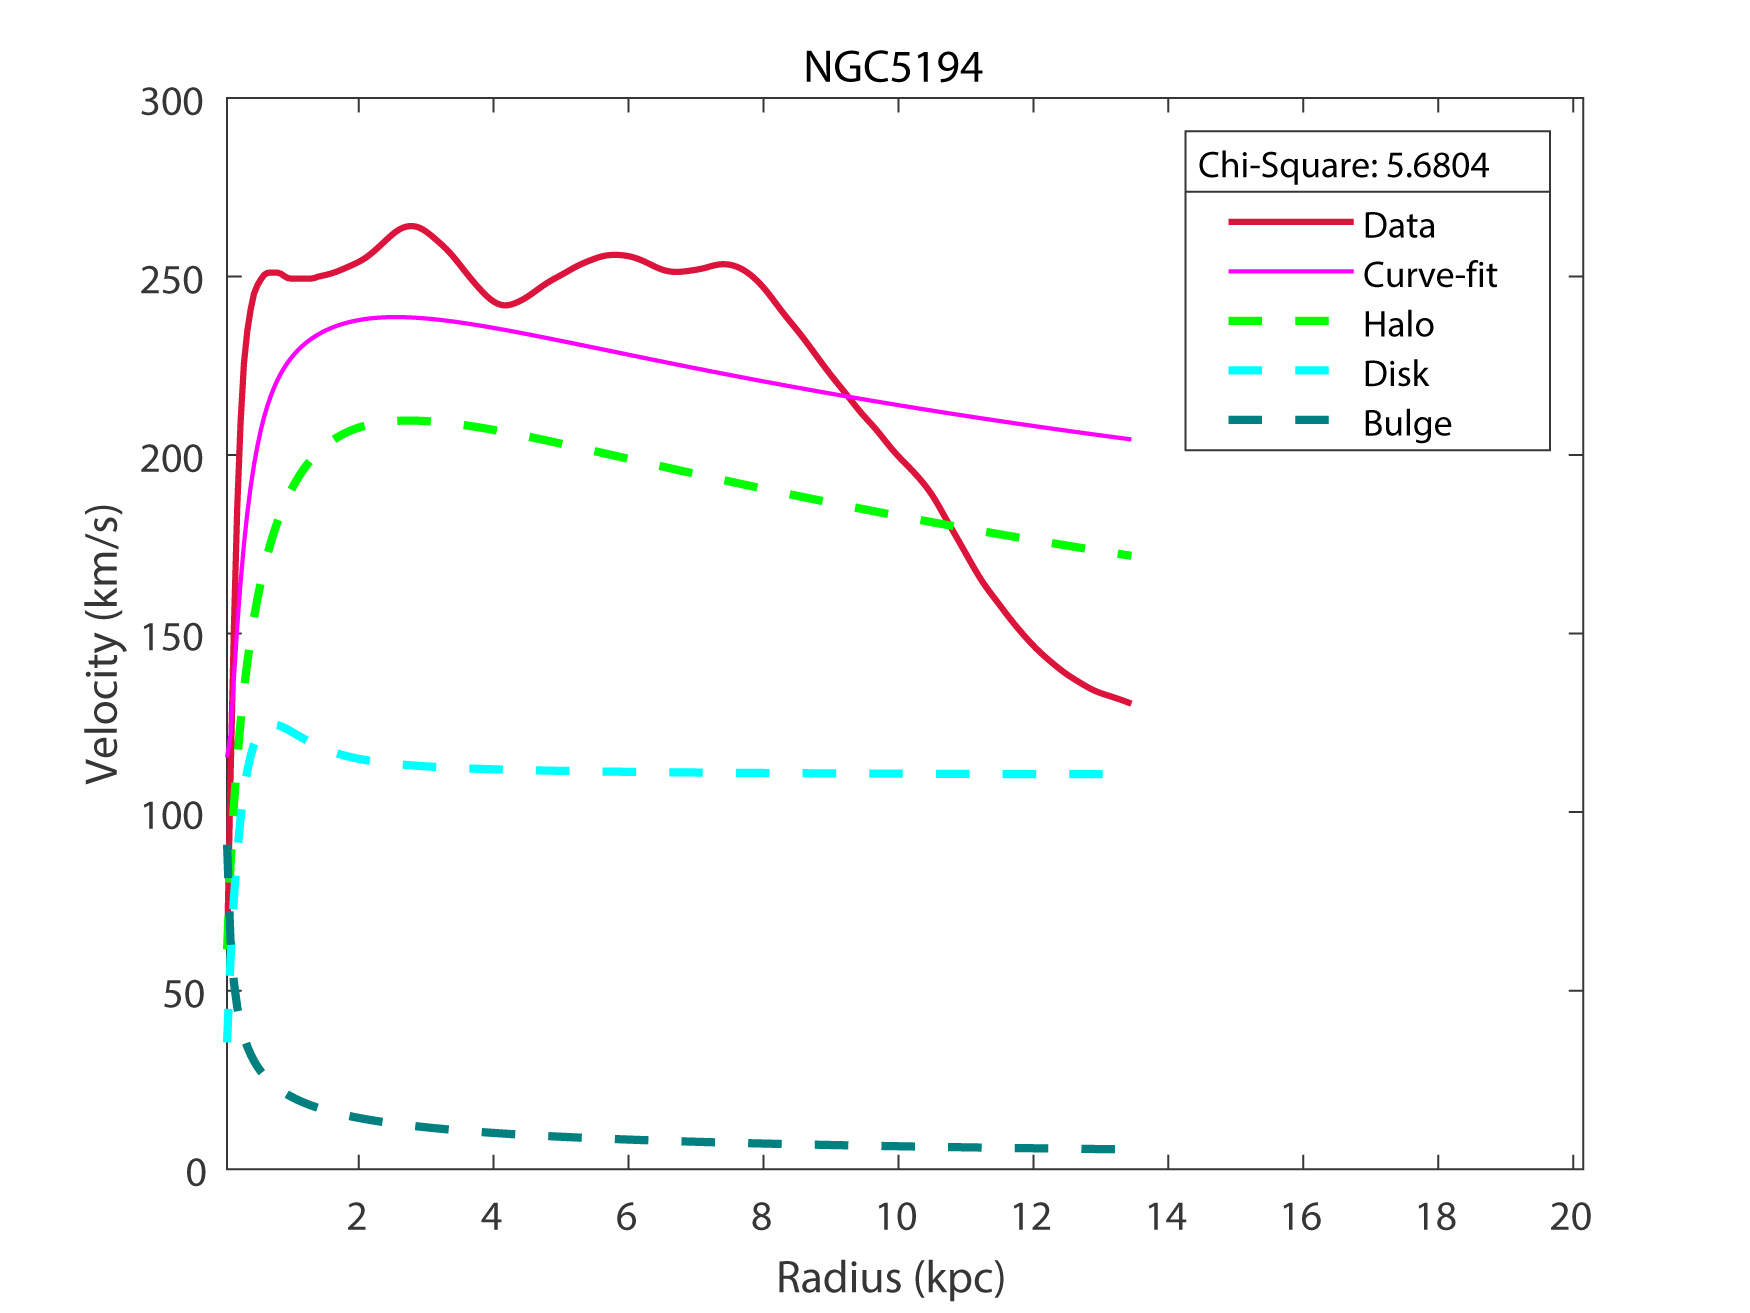 NGC5194
300
250
200
150
100
50
0
Velocity (km/s)
Chi-Square: 5.6804
Data
Curve-fit
Halo
Disk
Bulge
2 4 6 8 10 12 14 16 18 20
Radius (kpc)